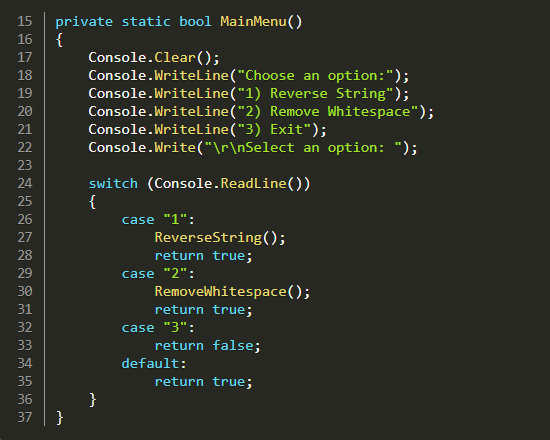 15 private static bool MainMenu()
16 {
17     Console.Clear();
18     Console.WriteLine("Choose an option:");
19     Console.WriteLine("1) Reverse String");
20     Console.WriteLine("2) Remove Whitespace");
21     Console.WriteLine("3) Exit");
22     Console.Write("\r\nSelect an option: ");
23
24     switch (Console.ReadLine())
25     {
26         case "1":
27             ReverseString();
28             return true;
29         case "2":
30             RemoveWhitespace();
31             return true;
32         case "3":
33             return false;
34         default:
35             return true;
36     }
37 }